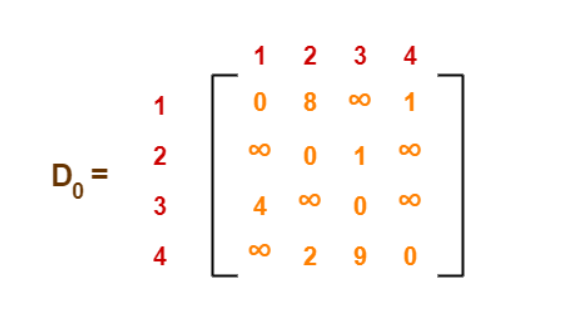 1 2 3 4
1 0 8 ∞ 1
2 ∞ 0 1 ∞
D₀ =
3 4 ∞ 0 ∞
4 ∞ 2 9 0